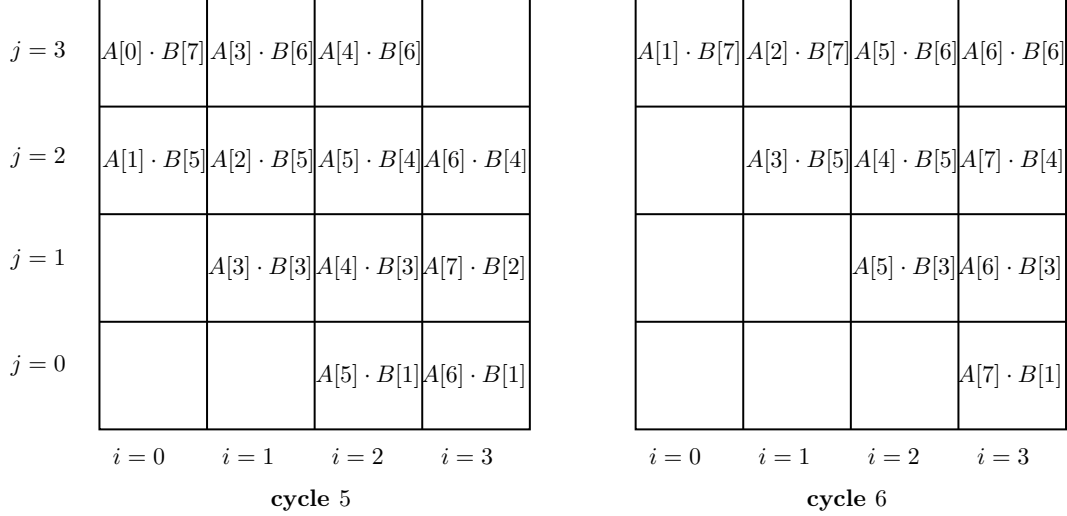 j = 3 A[0] · B[7] A[3] · B[6] A[4] · B[6] A[1] · B[7] A[2] · B[7] A[5] · B[6] A[6] · B[6]
j = 2 A[1] · B[5] A[2] · B[5] A[5] · B[4] A[6] · B[4] A[3] · B[5] A[4] · B[5] A[7] · B[4]
j = 1 A[3] · B[3] A[4] · B[3] A[7] · B[2] A[5] · B[3] A[6] · B[3]
j = 0 A[5] · B[1] A[6] · B[1] A[7] · B[1]
i = 0 i = 1 i = 2 i = 3 i = 0 i = 1 i = 2 i = 3
cycle 5 cycle 6